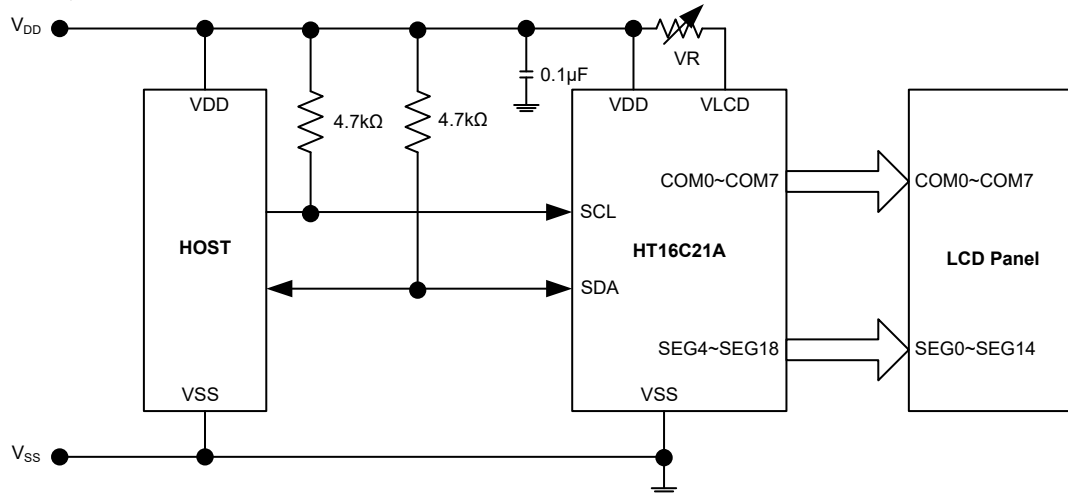 VDD
VR
0.1μF
VDD
VDD
VLCD
4.7kΩ
4.7kΩ
COM0~COM7
COM0~COM7
SCL
HOST
HT16C21A
LCD Panel
SDA
SEG4~SEG18
SEG0~SEG14
VSS
VSS
VSS